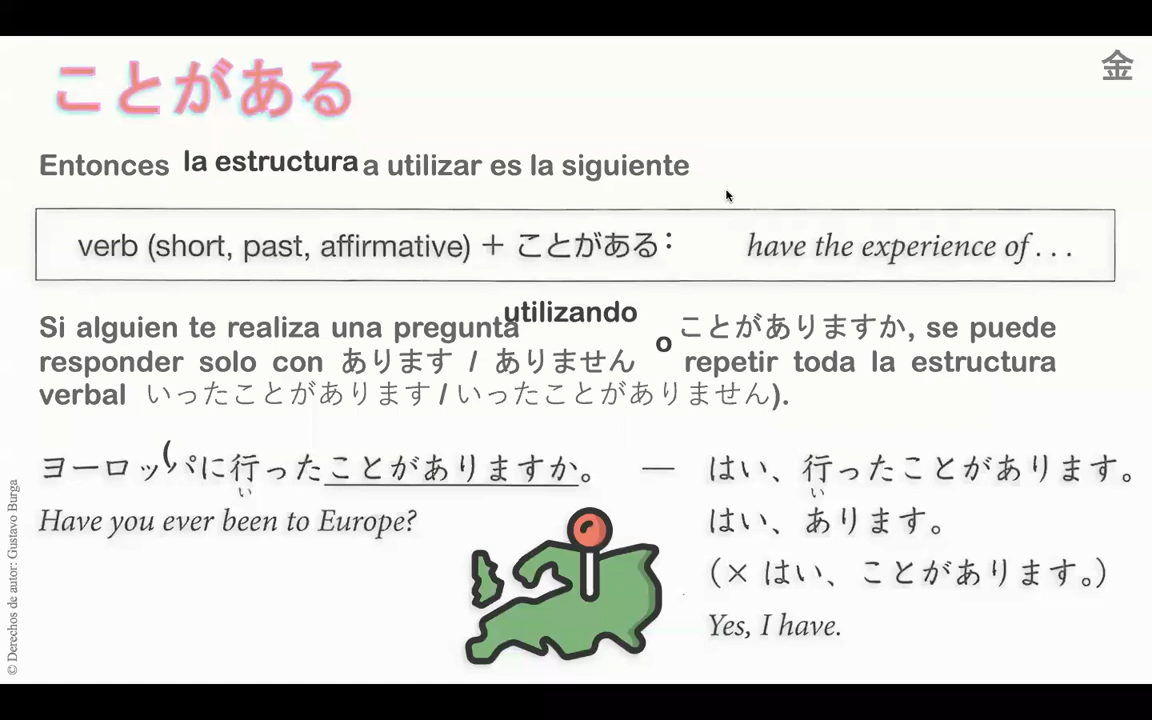 ことがある
金
Entonces la estructura a utilizar es la siguiente
verb (short, past, affirmative) + ことがある: have the experience of . . .
Si alguien te realiza una pregunta utilizando ことがありますか, se puede
responder solo con あります / ありません o repetir toda la estructura
verbal (いったことがあります / いったことがありません).
ヨーロッパに行ったことがありますか。 — はい、行ったことがあります。
い い
Have you ever been to Europe? はい、あります。
(× はい、ことがあります。)
Yes, I have.
© Derechos de autor: Gustavo Burga